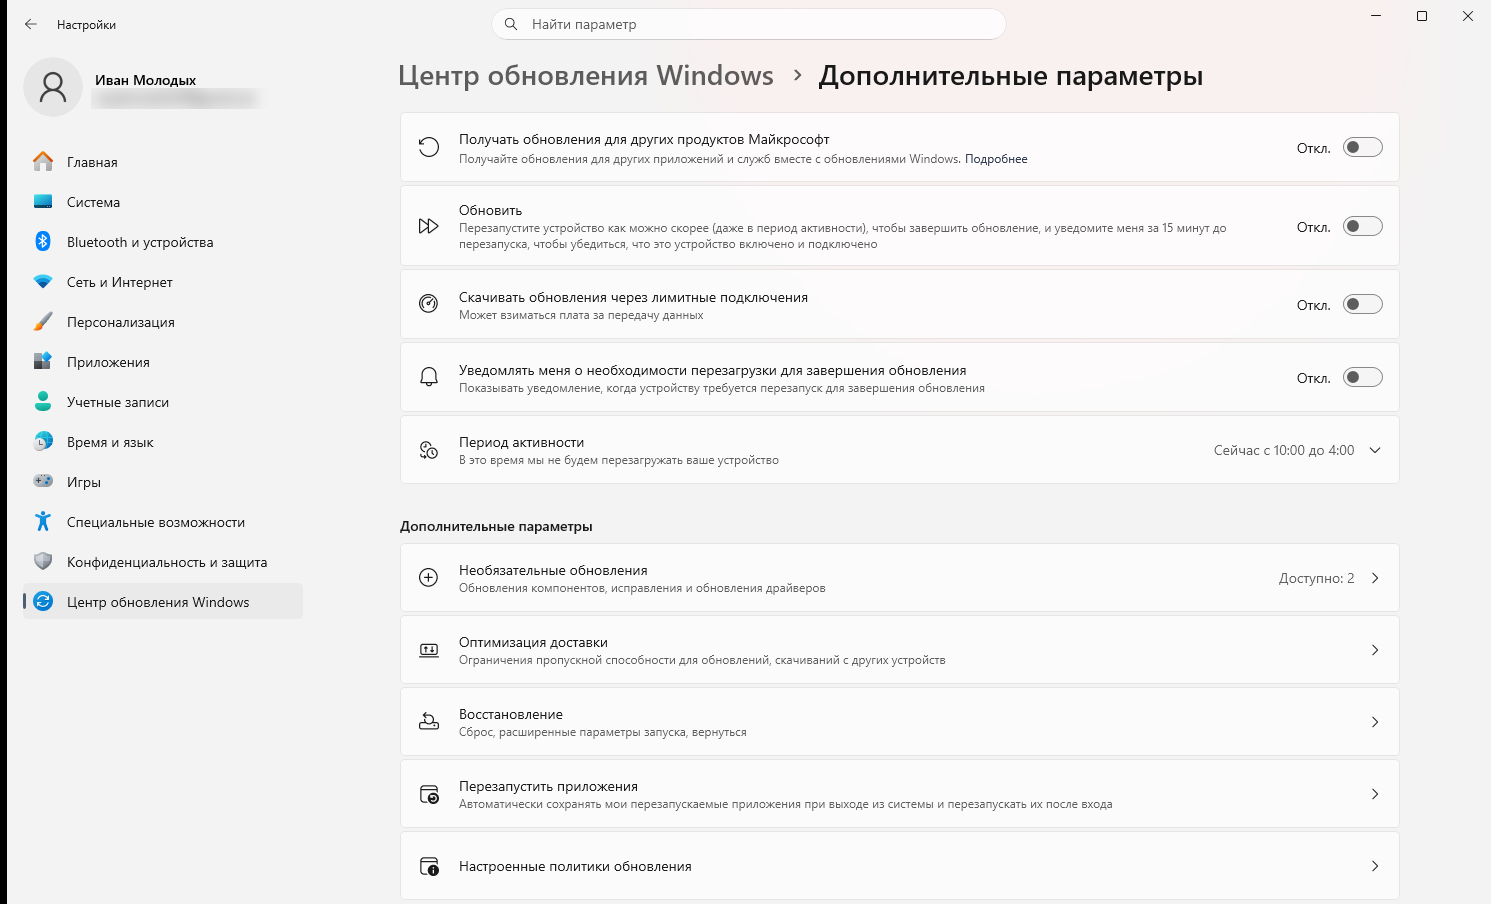 Настройки
Найти параметр
Иван Молодых
Главная
Система
Bluetooth и устройства
Сеть и Интернет
Персонализация
Приложения
Учетные записи
Время и язык
Игры
Специальные возможности
Конфиденциальность и защита
Центр обновления Windows
Центр обновления Windows › Дополнительные параметры
Получать обновления для других продуктов Майкрософт
Получайте обновления для других приложений и служб вместе с обновлениями Windows. Подробнее
Откл.
Обновить
Перезапустите устройство как можно скорее (даже в период активности), чтобы завершить обновление, и уведомите меня за 15 минут до
перезапуска, чтобы убедиться, что это устройство включено и подключено
Откл.
Скачивать обновления через лимитные подключения
Может взиматься плата за передачу данных
Откл.
Уведомлять меня о необходимости перезагрузки для завершения обновления
Показывать уведомление, когда устройству требуется перезапуск для завершения обновления
Откл.
Период активности
В это время мы не будем перезагружать ваше устройство
Сейчас с 10:00 до 4:00
Дополнительные параметры
Необязательные обновления
Обновления компонентов, исправления и обновления драйверов
Доступно: 2
Оптимизация доставки
Ограничения пропускной способности для обновлений, скачиваний с других устройств
Восстановление
Сброс, расширенные параметры запуска, вернуться
Перезапустить приложения
Автоматически сохранять мои перезапускаемые приложения при выходе из системы и перезапускать их после входа
Настроенные политики обновления